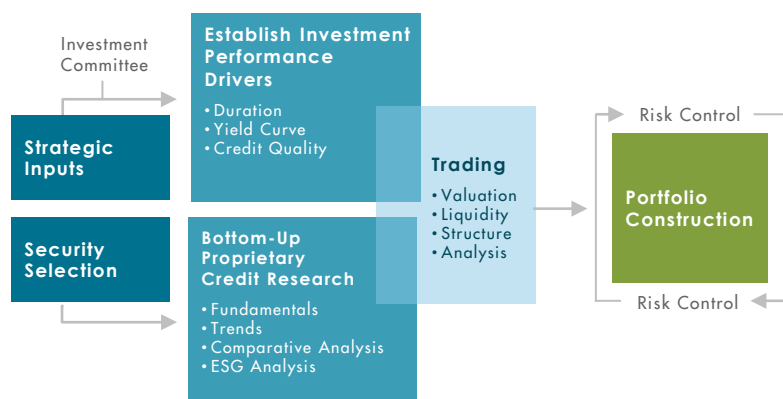 Investment
Committee
Strategic
Inputs
Establish Investment
Performance
Drivers
• Duration
• Yield Curve
• Credit Quality
Security
Selection
Bottom-Up
Proprietary
Credit Research
• Fundamentals
• Trends
• Comparative Analysis
• ESG Analysis
Trading
• Valuation
• Liquidity
• Structure
• Analysis
Risk Control
Portfolio
Construction
Risk Control